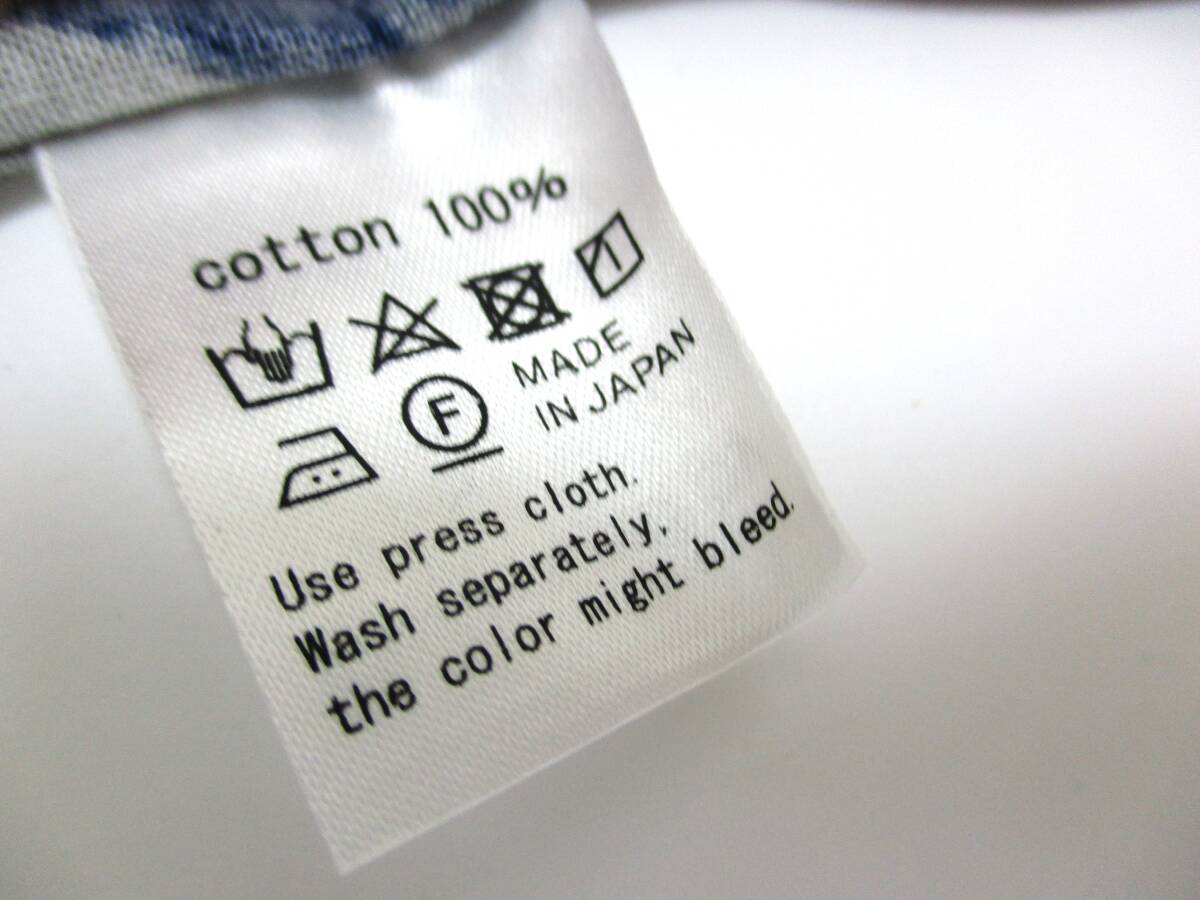 cotton 100%
F
MADE
IN JAPAN
Use press cloth.
Wash separately,
the color might bleed.